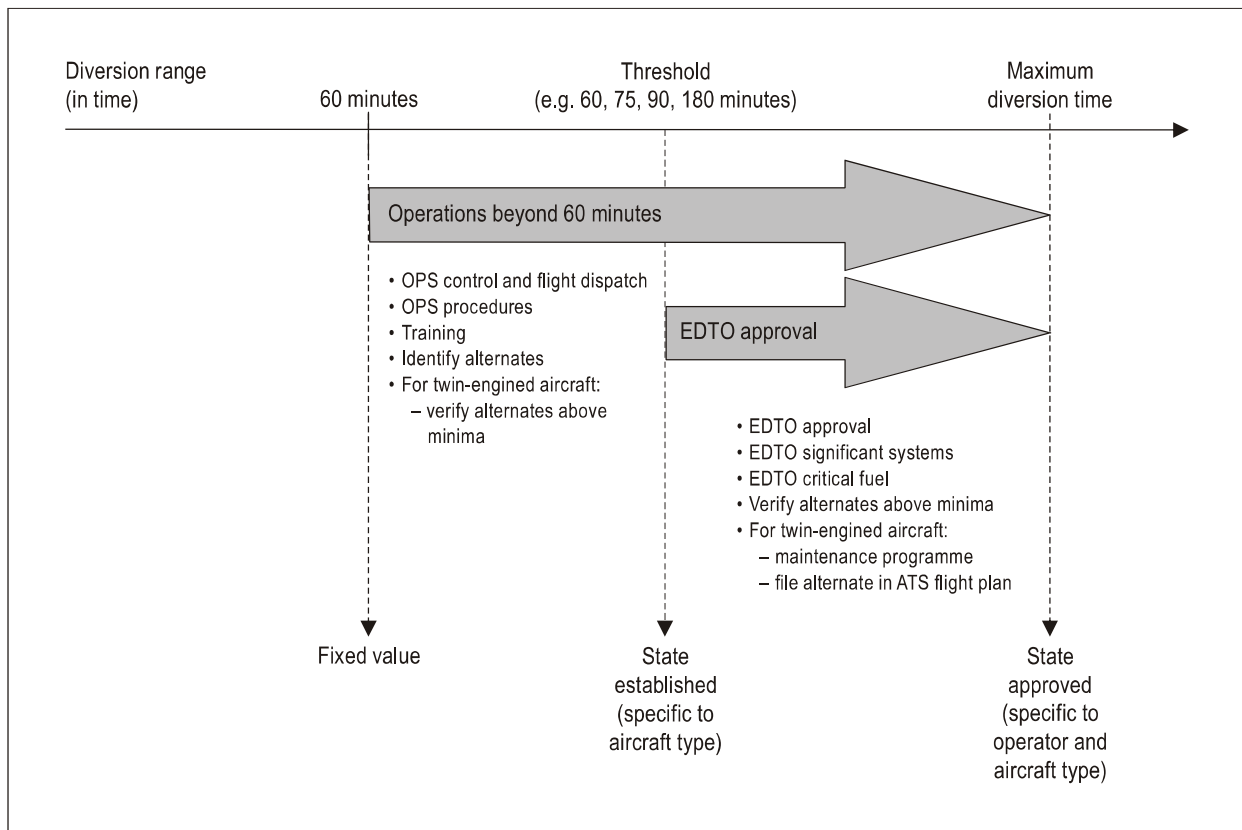 Diversion range
(in time)
60 minutes
Threshold
(e.g. 60, 75, 90, 180 minutes)
Maximum
diversion time
Operations beyond 60 minutes
• OPS control and flight dispatch
• OPS procedures
• Training
• Identify alternates
• For twin-engined aircraft:
– verify alternates above
minima
EDTO approval
• EDTO approval
• EDTO significant systems
• EDTO critical fuel
• Verify alternates above minima
• For twin-engined aircraft:
– maintenance programme
– file alternate in ATS flight plan
Fixed value
State
established
(specific to
aircraft type)
State
approved
(specific to
operator and
aircraft type)